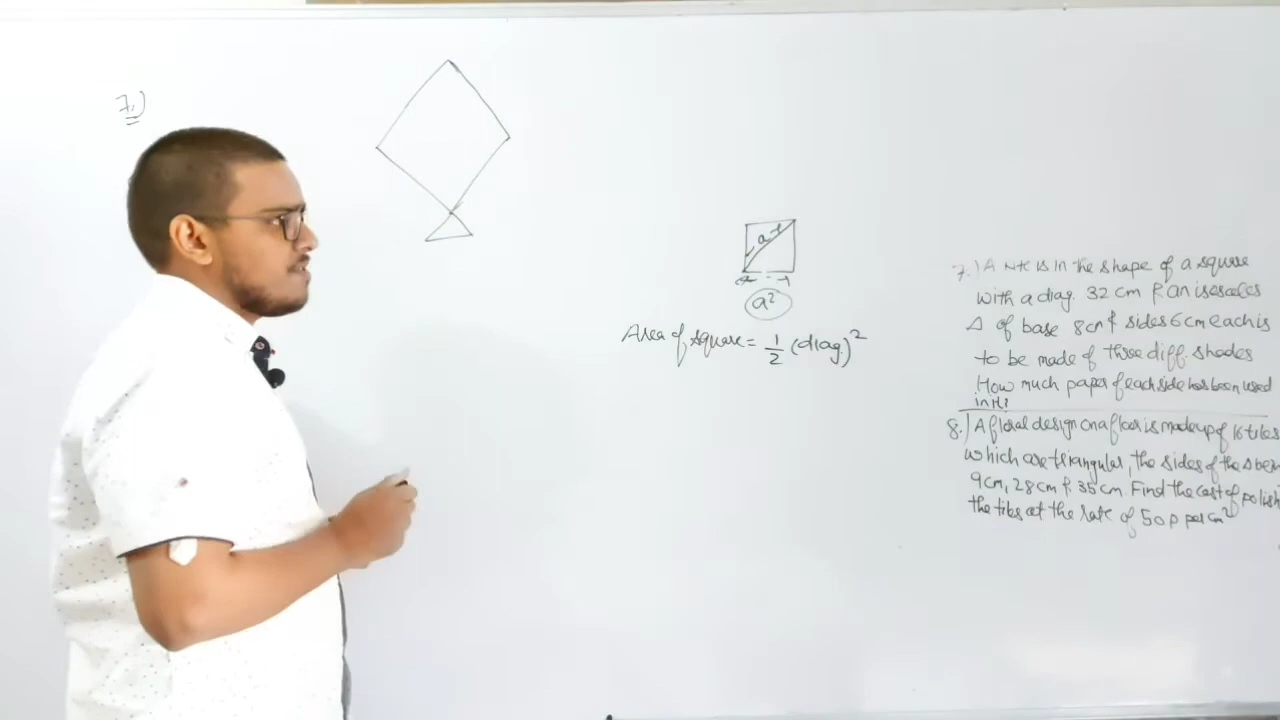 7.)
a
a
a²
Area of square = 1/2 (diag.)²
7.) A kite is in the shape of a square
with a diag. 32 cm & an isesceles
Δ of base 8cm & sides 6cm each is
to be made of three diff. shades
How much paper of each side has been used
in it?
8.) A floral design on a floor is made up of 16 tiles
which are triangular, the sides of the Δ be
9cm, 28cm & 35cm. Find the cost of polish
the tiles at the rate of 50p per cm²